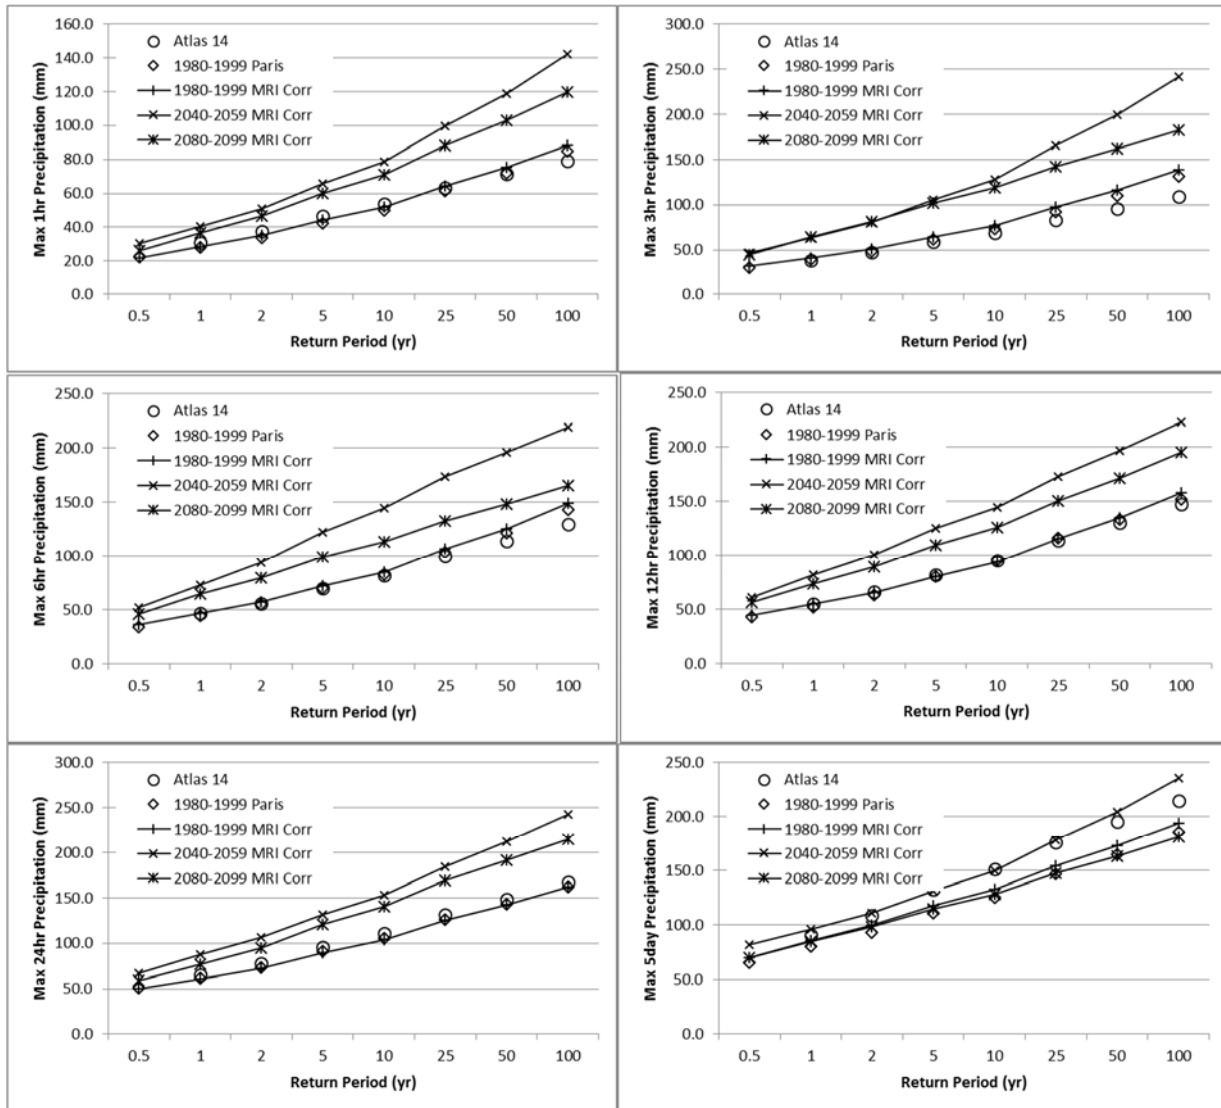 160.0
140.0
120.0
100.0
80.0
60.0
40.0
20.0
0.0
Max 1hr Precipitation (mm)
Atlas 14
1980-1999 Paris
1980-1999 MRI Corr
2040-2059 MRI Corr
2080-2099 MRI Corr
0.5 1 2 5 10 25 50 100
Return Period (yr)
300.0
250.0
200.0
150.0
100.0
50.0
0.0
Max 3hr Precipitation (mm)
Atlas 14
1980-1999 Paris
1980-1999 MRI Corr
2040-2059 MRI Corr
2080-2099 MRI Corr
0.5 1 2 5 10 25 50 100
Return Period (yr)
250.0
200.0
150.0
100.0
50.0
0.0
Max 6hr Precipitation (mm)
Atlas 14
1980-1999 Paris
1980-1999 MRI Corr
2040-2059 MRI Corr
2080-2099 MRI Corr
0.5 1 2 5 10 25 50 100
Return Period (yr)
250.0
200.0
150.0
100.0
50.0
0.0
Max 12hr Precipitation (mm)
Atlas 14
1980-1999 Paris
1980-1999 MRI Corr
2040-2059 MRI Corr
2080-2099 MRI Corr
0.5 1 2 5 10 25 50 100
Return Period (yr)
300.0
250.0
200.0
150.0
100.0
50.0
0.0
Max 24hr Precipitation (mm)
Atlas 14
1980-1999 Paris
1980-1999 MRI Corr
2040-2059 MRI Corr
2080-2099 MRI Corr
0.5 1 2 5 10 25 50 100
Return Period (yr)
250.0
200.0
150.0
100.0
50.0
0.0
Max 5day Precipitation (mm)
Atlas 14
1980-1999 Paris
1980-1999 MRI Corr
2040-2059 MRI Corr
2080-2099 MRI Corr
0.5 1 2 5 10 25 50 100
Return Period (yr)